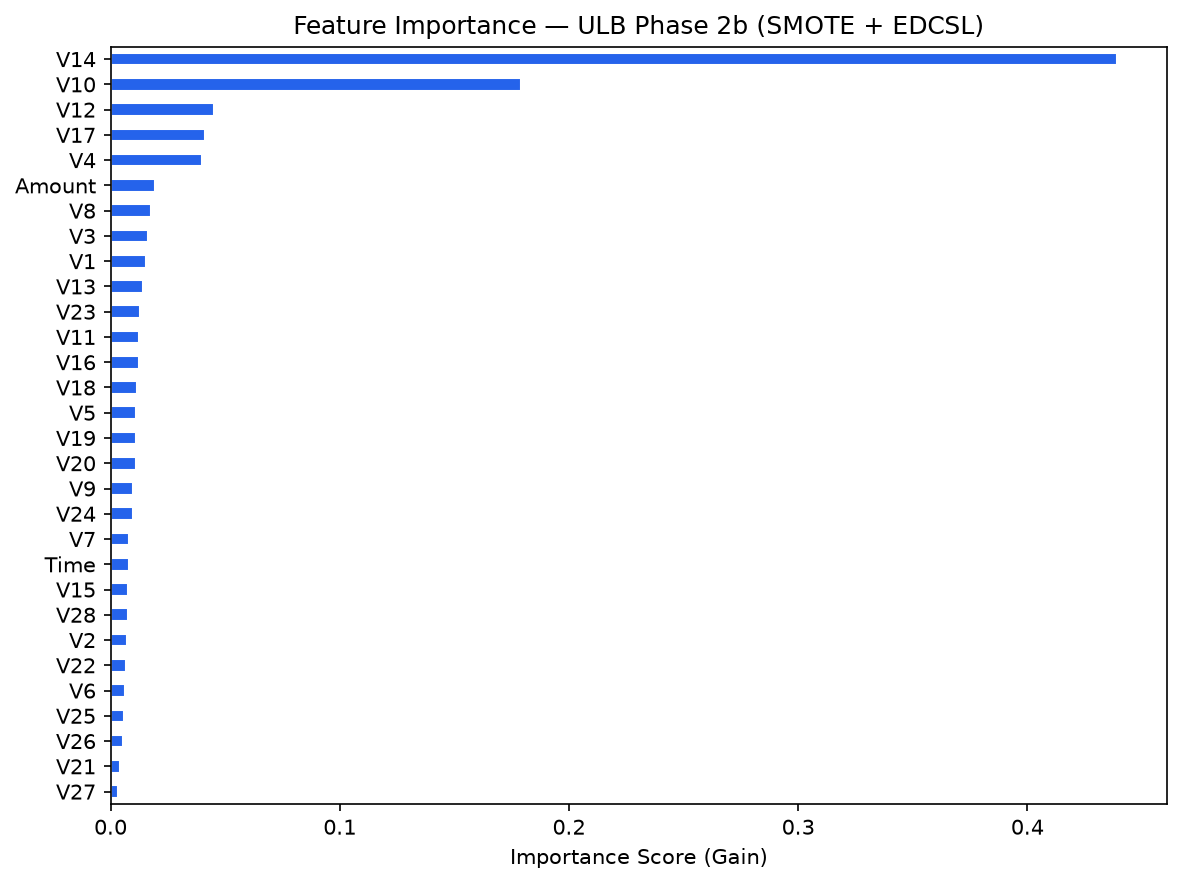 Feature Importance — ULB Phase 2b (SMOTE + EDCSL)
V14
V10
V12
V17
V4
Amount
V8
V3
V1
V13
V23
V11
V16
V18
V5
V19
V20
V9
V24
V7
Time
V15
V28
V2
V22
V6
V25
V26
V21
V27
0.0 0.1 0.2 0.3 0.4
Importance Score (Gain)